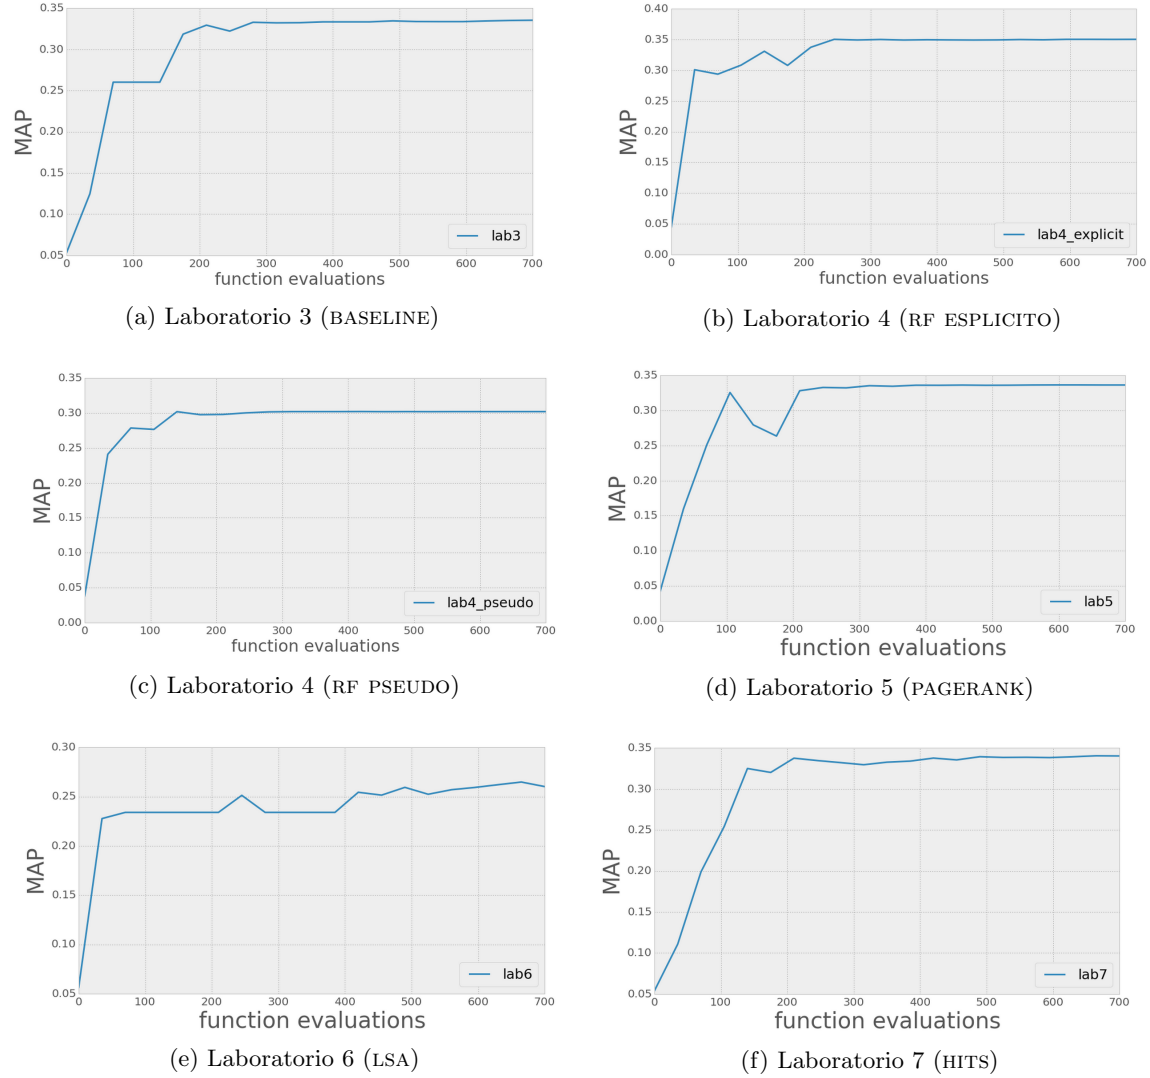 0.35
0.30
0.25
0.20
0.15
0.10
0.05
MAP
lab3
0 100 200 300 400 500 600 700
function evaluations
(a) Laboratorio 3 (BASELINE)
0.40
0.35
0.30
0.25
0.20
0.15
0.10
0.05
0.00
MAP
lab4_explicit
0 100 200 300 400 500 600 700
function evaluations
(b) Laboratorio 4 (RF ESPLICITO)
0.35
0.30
0.25
0.20
0.15
0.10
0.05
0.00
MAP
lab4_pseudo
0 100 200 300 400 500 600 700
function evaluations
(c) Laboratorio 4 (RF PSEUDO)
0.35
0.30
0.25
0.20
0.15
0.10
0.05
0.00
MAP
lab5
0 100 200 300 400 500 600 700
function evaluations
(d) Laboratorio 5 (PAGERANK)
0.30
0.25
0.20
0.15
0.10
0.05
MAP
lab6
0 100 200 300 400 500 600 700
function evaluations
(e) Laboratorio 6 (LSA)
0.35
0.30
0.25
0.20
0.15
0.10
0.05
MAP
lab7
0 100 200 300 400 500 600 700
function evaluations
(f) Laboratorio 7 (HITS)